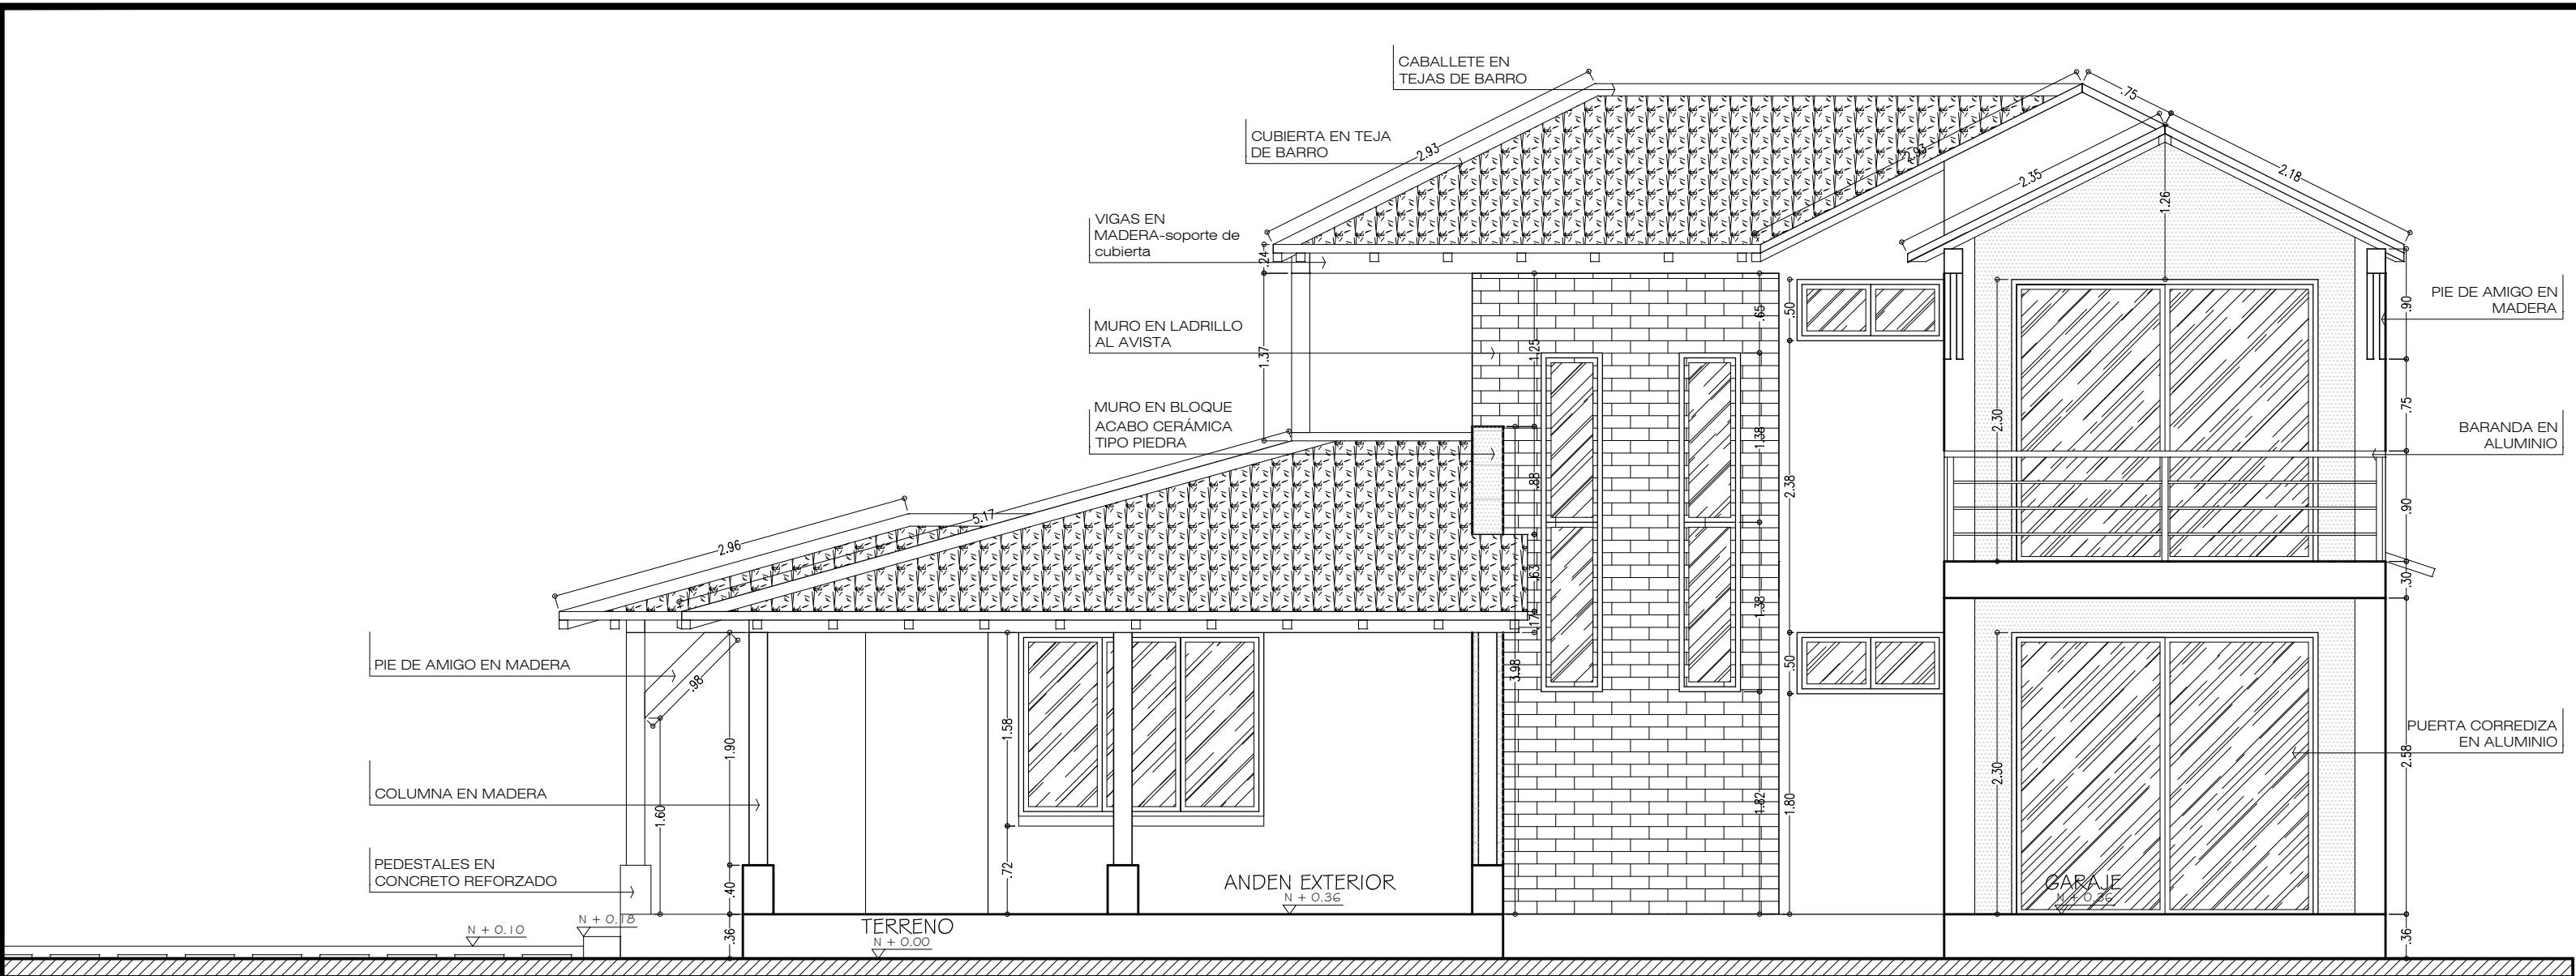 CABALLETE EN
TEJAS DE BARRO
.75
CUBIERTA EN TEJA
DE BARRO
2.93
2.93
2.35
2.18
1.26
VIGAS EN
MADERA-soporte de
cubierta
.24
PIE DE AMIGO EN
MADERA
.90
.65
.50
MURO EN LADRILLO
AL AVISTA
1.37
1.25
2.30
.75
MURO EN BLOQUE
ACABO CERÁMICA
TIPO PIEDRA
1.38
BARANDA EN
ALUMINIO
.88
2.38
.90
5.17
2.96
.63
1.38
.17
.30
PIE DE AMIGO EN MADERA
.98
3.98
.50
1.58
1.90
PUERTA CORREDIZA
EN ALUMINIO
2.58
2.30
COLUMNA EN MADERA
1.60
1.82
1.80
PEDESTALES EN
CONCRETO REFORZADO
.40
.72
ANDEN EXTERIOR
N + 0.36
GARAJE
N + 0.36
N + 0.18
N + 0.10
TERRENO
N + 0.00
.36
.36